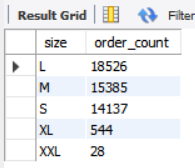 Result Grid Filter
size order_count
L 18526
M 15385
S 14137
XL 544
XXL 28